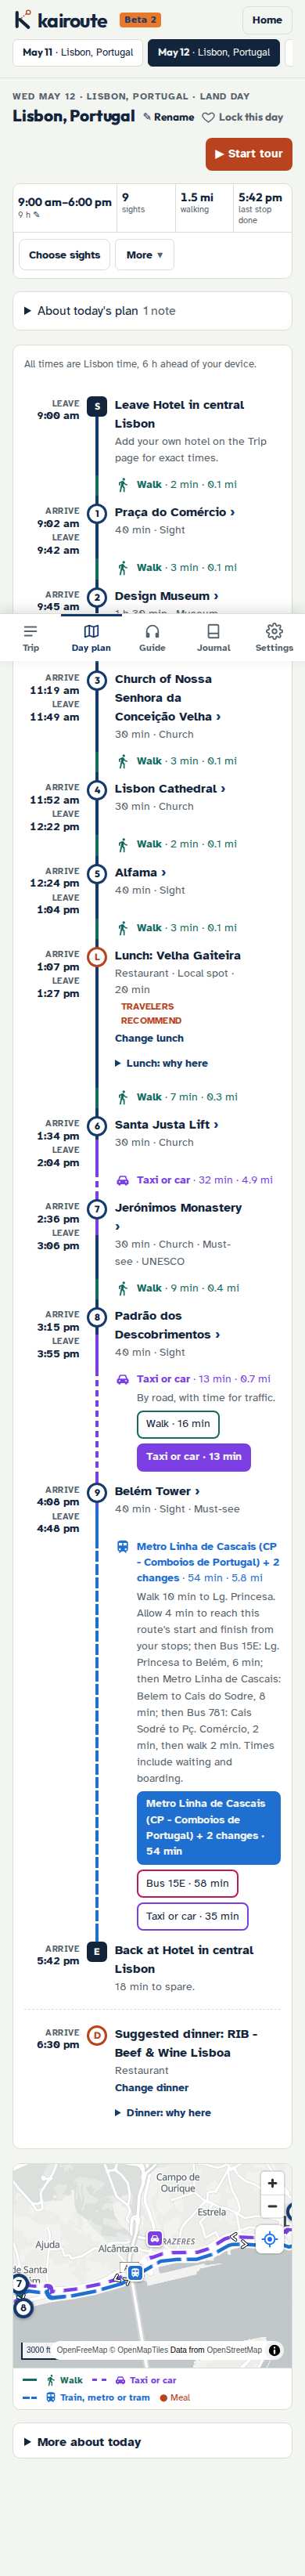 kairoute Beta 2 Home
May 11 · Lisbon, Portugal May 12 · Lisbon, Portugal
WED MAY 12 · LISBON, PORTUGAL · LAND DAY
Lisbon, Portugal ✎ Rename Lock this day
▶ Start tour
9:00 am–6:00 pm 9 1.5 mi 5:42 pm
9 h ✎ sights walking last stop
done
Choose sights More ▾
▶ About today's plan 1 note
All times are Lisbon time, 6 h ahead of your device.
LEAVE S Leave Hotel in central
9:00 am Lisbon
Add your own hotel on the Trip
page for exact times.
Walk · 2 min · 0.1 mi
ARRIVE 1 Praça do Comércio ›
9:02 am 40 min · Sight
LEAVE
9:42 am
Walk · 3 min · 0.1 mi
ARRIVE 2 Design Museum ›
9:45 am
Trip Day plan Guide Journal Settings
ARRIVE 3 Church of Nossa
11:19 am Senhora da
LEAVE Conceição Velha ›
11:49 am 30 min · Church
Walk · 3 min · 0.1 mi
ARRIVE 4 Lisbon Cathedral ›
11:52 am 30 min · Church
LEAVE
12:22 pm
Walk · 2 min · 0.1 mi
ARRIVE 5 Alfama ›
12:24 pm 40 min · Sight
LEAVE
1:04 pm
Walk · 3 min · 0.1 mi
ARRIVE L Lunch: Velha Gaiteira
1:07 pm Restaurant · Local spot ·
LEAVE 20 min
1:27 pm
TRAVELERS
RECOMMEND
Change lunch
▶ Lunch: why here
Walk · 7 min · 0.3 mi
ARRIVE 6 Santa Justa Lift ›
1:34 pm 30 min · Church
LEAVE
2:04 pm
Taxi or car · 32 min · 4.9 mi
ARRIVE 7 Jerónimos Monastery
2:36 pm ›
LEAVE 30 min · Church · Must-
3:06 pm see · UNESCO
Walk · 9 min · 0.4 mi
ARRIVE 8 Padrão dos
3:15 pm Descobrimentos ›
LEAVE 40 min · Sight
3:55 pm
Taxi or car · 13 min · 0.7 mi
By road, with time for traffic.
Walk · 16 min
Taxi or car · 13 min
ARRIVE 9 Belém Tower ›
4:08 pm 40 min · Sight · Must-see
LEAVE
4:48 pm
Metro Linha de Cascais (CP
- Comboios de Portugal) + 2
changes · 54 min · 5.8 mi
Walk 10 min to Lg. Princesa.
Allow 4 min to reach this
route's start and finish from
your stops; then Bus 15E: Lg.
Princesa to Belém, 6 min;
then Metro Linha de Cascais:
Belem to Cais do Sodre, 8
min; then Bus 781: Cais
Sodré to Pç. Comércio, 2
min, then walk 2 min. Times
include waiting and
boarding.
Metro Linha de Cascais
(CP - Comboios de
Portugal) + 2 changes ·
54 min
Bus 15E · 58 min
Taxi or car · 35 min
ARRIVE E Back at Hotel in central
5:42 pm Lisbon
18 min to spare.
ARRIVE D Suggested dinner: RIB -
6:30 pm Beef & Wine Lisboa
Restaurant
Change dinner
▶ Dinner: why here
Campo de
Ourique
Estrela
Ajuda
Alcântara
RAZERES
de Santa
7
8
+
−
3000 ft OpenFreeMap © OpenMapTiles Data from OpenStreetMap
Walk Taxi or car
Train, metro or tram Meal
▶ More about today